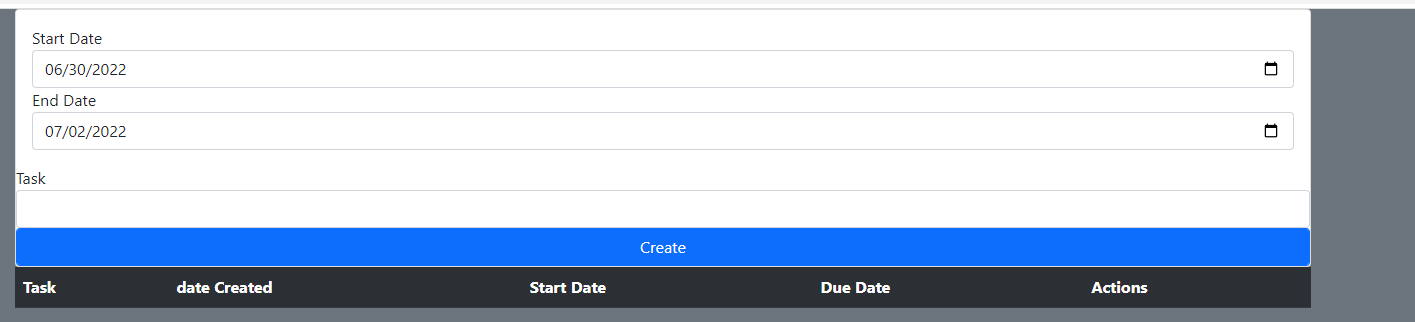 Start Date
06/30/2022
End Date
07/02/2022
Task
Create
Task date Created Start Date Due Date Actions